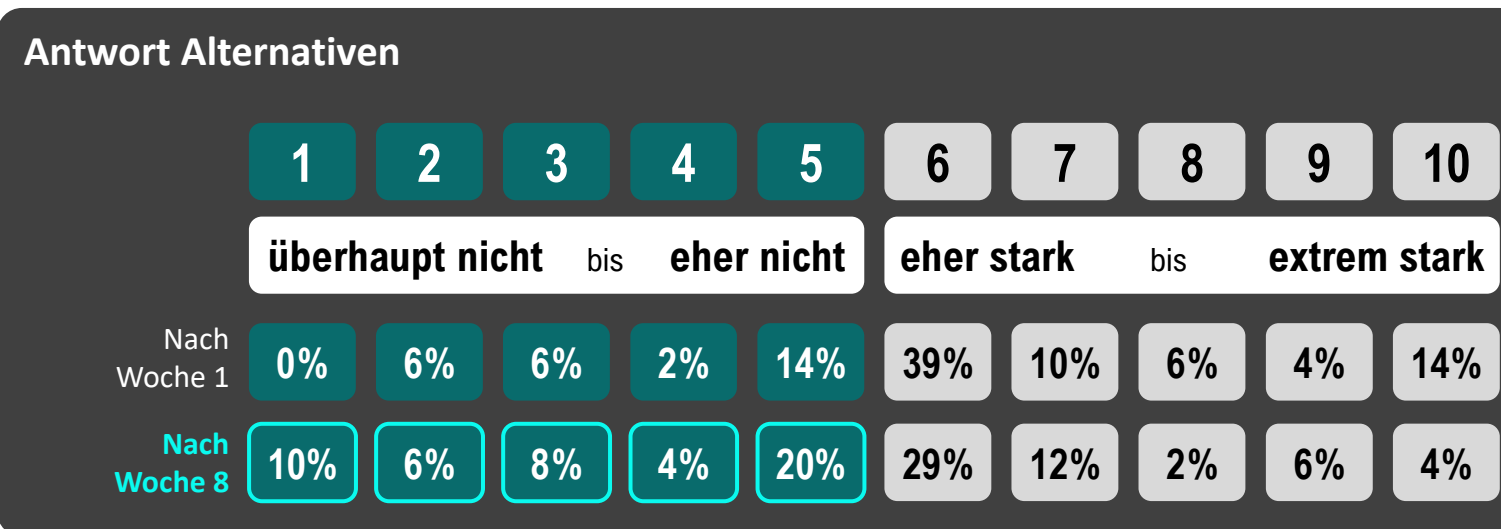 Antwort Alternativen
1 2 3 4 5 6 7 8 9 10
überhaupt nicht bis eher nicht eher stark bis extrem stark
Nach
Woche 1
0% 6% 6% 2% 14% 39% 10% 6% 4% 14%
Nach
Woche 8
10% 6% 8% 4% 20% 29% 12% 2% 6% 4%